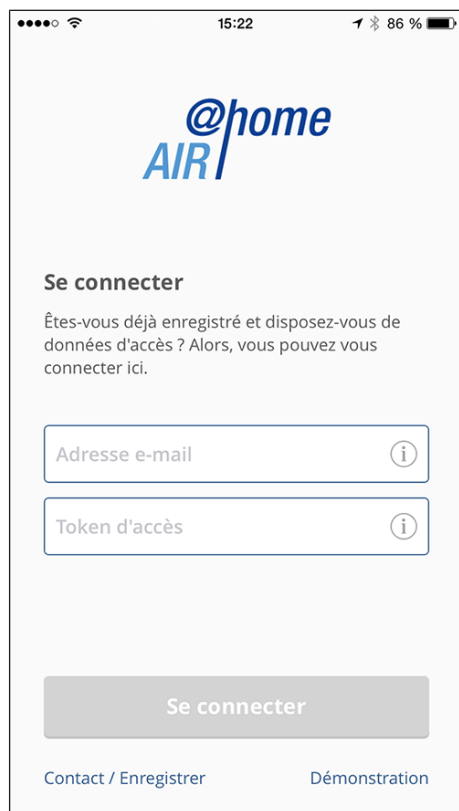 15:22
86 %
@home
AIR
Se connecter
Êtes-vous déjà enregistré et disposez-vous de
données d'accès ? Alors, vous pouvez vous
connecter ici.
Adresse e-mail
Token d'accès
Se connecter
Contact / Enregistrer
Démonstration